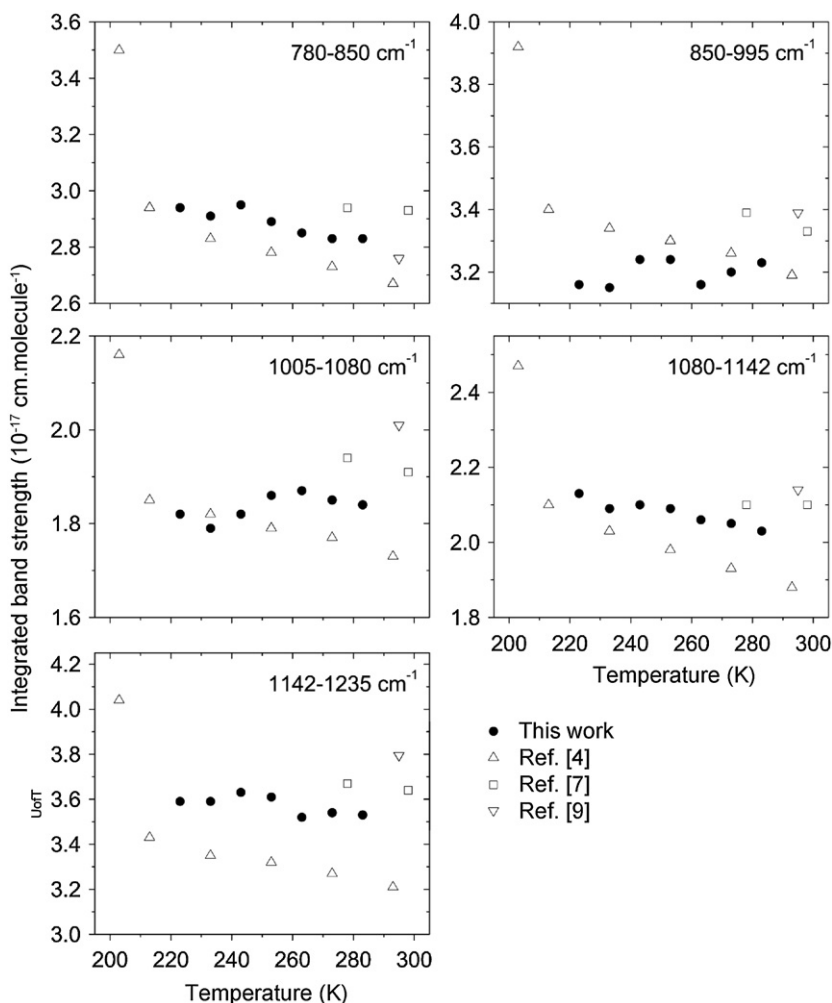 Integrated band strength (10⁻¹⁷ cm.molecule⁻¹)
780-850 cm⁻¹
3.6
3.4
3.2
3.0
2.8
2.6
850-995 cm⁻¹
4.0
3.8
3.6
3.4
3.2
1005-1080 cm⁻¹
2.2
2.0
1.8
1.6
1080-1142 cm⁻¹
2.4
2.2
2.0
1.8
200 220 240 260 280 300
Temperature (K)
1142-1235 cm⁻¹
4.2
4.0
3.8
3.6
3.4
3.2
3.0
UofT
200 220 240 260 280 300
Temperature (K)
This work
Ref. [4]
Ref. [7]
Ref. [9]